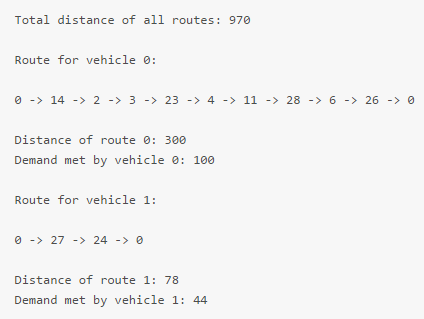 Total distance of all routes: 970
Route for vehicle 0:
0 -> 14 -> 2 -> 3 -> 23 -> 4 -> 11 -> 28 -> 6 -> 26 -> 0
Distance of route 0: 300
Demand met by vehicle 0: 100
Route for vehicle 1:
0 -> 27 -> 24 -> 0
Distance of route 1: 78
Demand met by vehicle 1: 44